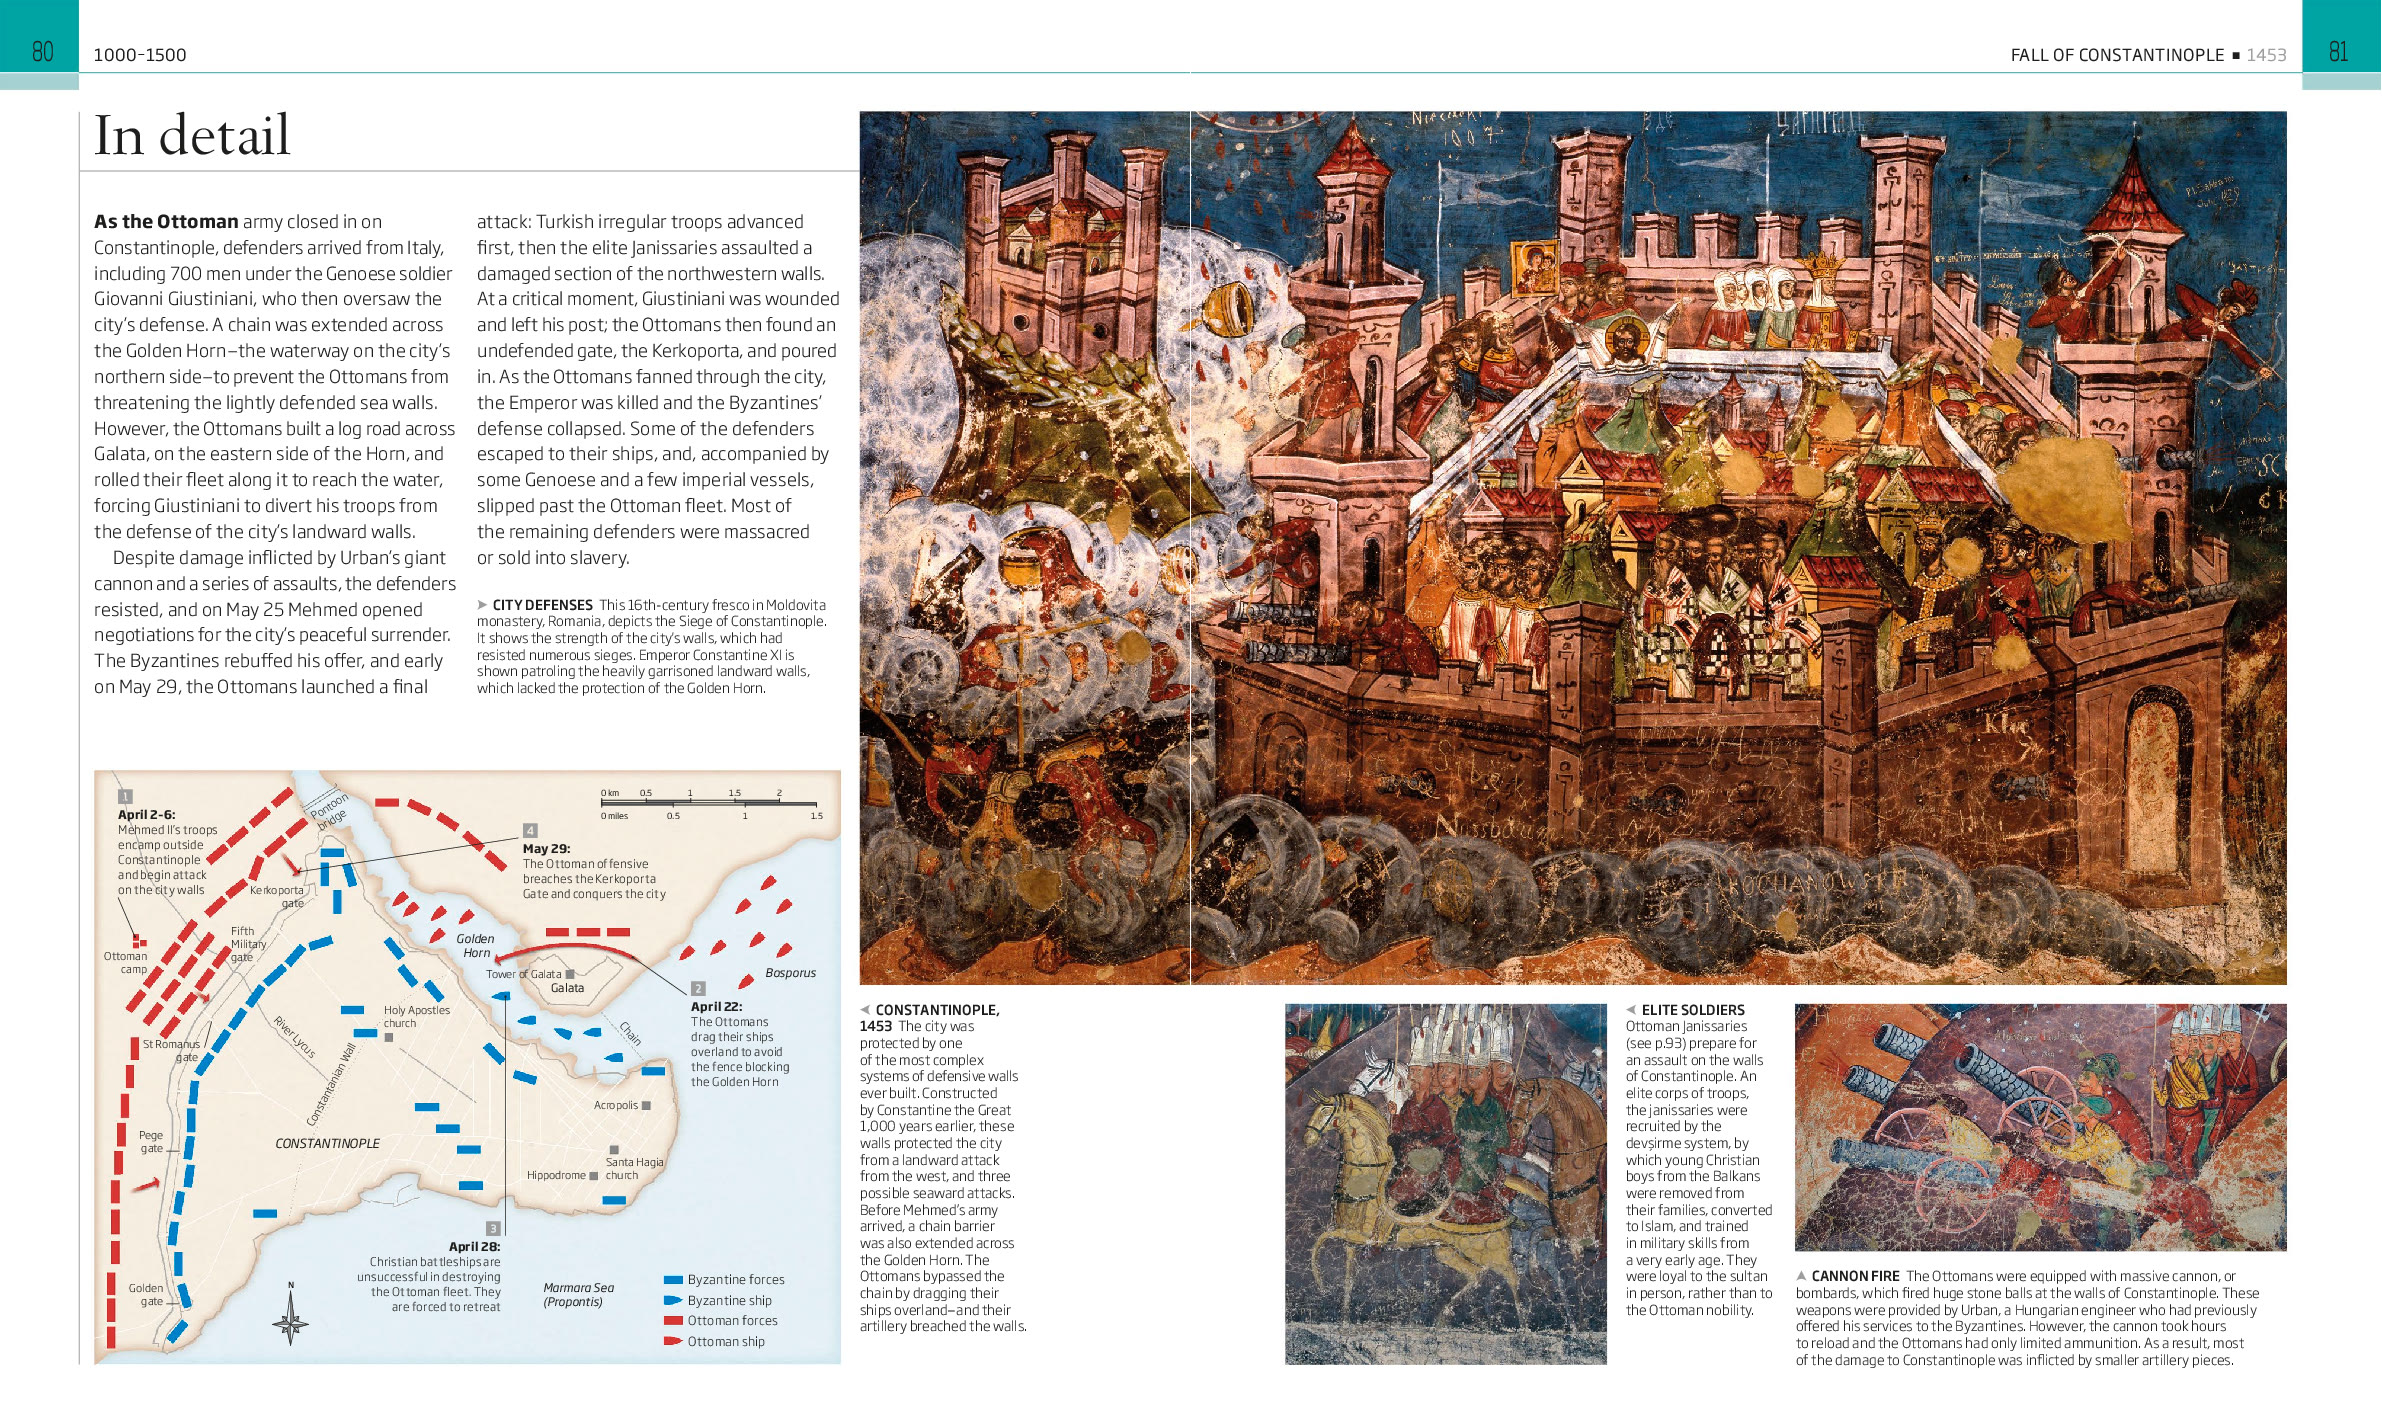 80
1000–1500
FALL OF CONSTANTINOPLE ■ 1453
81
In detail
As the Ottoman army closed in on
Constantinople, defenders arrived from Italy,
including 700 men under the Genoese soldier
Giovanni Giustiniani, who then oversaw the
city’s defense. A chain was extended across
the Golden Horn–the waterway on the city’s
northern side–to prevent the Ottomans from
threatening the lightly defended sea walls.
However, the Ottomans built a log road across
Galata, on the eastern side of the Horn, and
rolled their fleet along it to reach the water,
forcing Giustiniani to divert his troops from
the defense of the city’s landward walls.
Despite damage inflicted by Urban’s giant
cannon and a series of assaults, the defenders
resisted, and on May 25 Mehmed opened
negotiations for the city’s peaceful surrender.
The Byzantines rebuffed his offer, and early
on May 29, the Ottomans launched a final
attack: Turkish irregular troops advanced
first, then the elite Janissaries assaulted a
damaged section of the northwestern walls.
At a critical moment, Giustiniani was wounded
and left his post; the Ottomans then found an
undefended gate, the Kerkoporta, and poured
in. As the Ottomans fanned through the city,
the Emperor was killed and the Byzantines’
defense collapsed. Some of the defenders
escaped to their ships, and, accompanied by
some Genoese and a few imperial vessels,
slipped past the Ottoman fleet. Most of
the remaining defenders were massacred
or sold into slavery.
➤ CITY DEFENSES This 16th-century fresco in Moldovita
monastery, Romania, depicts the Siege of Constantinople.
It shows the strength of the city’s walls, which had
resisted numerous sieges. Emperor Constantine XI is
shown patroling the heavily garrisoned landward walls,
which lacked the protection of the Golden Horn.
1
April 2–6:
Mehmed II’s troops
encamp outside
Constantinople
and begin attack
on the city walls
Pontoon
bridge
0 km 0.5 1 1.5 2
0 miles 0.5 1 1.5
4
May 29:
The Ottoman offensive
breaches the Kerkoporta
Gate and conquers the city
Kerkoporta
gate
Fifth
Military
gate
Ottoman
camp
Golden
Horn
Tower of Galata
Galata
Bosporus
2
April 22:
The Ottomans
drag their ships
overland to avoid
the fence blocking
the Golden Horn
Holy Apostles
church
River Lycus
Chain
St Romanus
gate
Constantinian Wall
Acropolis
Pege
gate
CONSTANTINOPLE
Santa Hagia
church
Hippodrome
3
April 28:
Christian battleships are
unsuccessful in destroying
the Ottoman fleet. They
are forced to retreat
Golden
gate
N
Marmara Sea
(Propontis)
Byzantine forces
Byzantine ship
Ottoman forces
Ottoman ship
1007
Nussbaum
KOCHANOWSKI
➤ CONSTANTINOPLE,
1453 The city was
protected by one
of the most complex
systems of defensive walls
ever built. Constructed
by Constantine the Great
1,000 years earlier, these
walls protected the city
from a landward attack
from the west, and three
possible seaward attacks.
Before Mehmed’s army
arrived, a chain barrier
was also extended across
the Golden Horn. The
Ottomans bypassed the
chain by dragging their
ships overland–and their
artillery breached the walls.
➤ ELITE SOLDIERS
Ottoman Janissaries
(see p.93) prepare for
an assault on the walls
of Constantinople. An
elite corps of troops,
the janissaries were
recruited by the
devşirme system, by
which young Christian
boys from the Balkans
were removed from
their families, converted
to Islam, and trained
in military skills from
a very early age. They
were loyal to the sultan
in person, rather than to
the Ottoman nobility.
➤ CANNON FIRE The Ottomans were equipped with massive cannon, or
bombards, which fired huge stone balls at the walls of Constantinople. These
weapons were provided by Urban, a Hungarian engineer who had previously
offered his services to the Byzantines. However, the cannon took hours
to reload and the Ottomans had only limited ammunition. As a result, most
of the damage to Constantinople was inflicted by smaller artillery pieces.